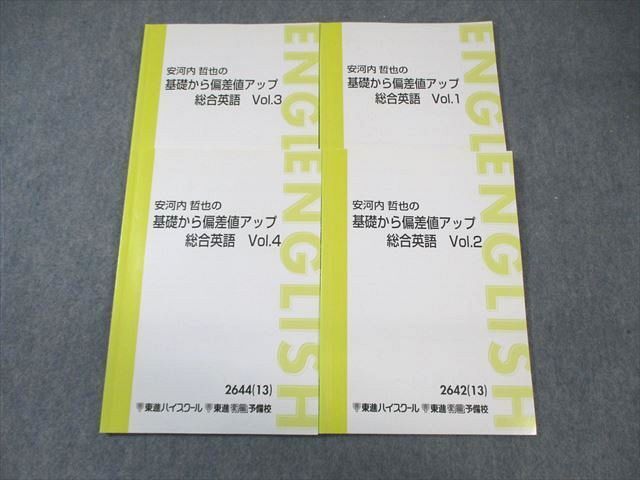 安河内 哲也の
基礎から偏差値アップ
総合英語 Vol.3
ENGLISH
安河内 哲也の
基礎から偏差値アップ
総合英語 Vol.1
ENGLISH
安河内 哲也の
基礎から偏差値アップ
総合英語 Vol.4
ENGLISH
2644(13)
東進ハイスクール 東進衛星予備校
安河内 哲也の
基礎から偏差値アップ
総合英語 Vol.2
ENGLISH
2642(13)
東進ハイスクール 東進衛星予備校